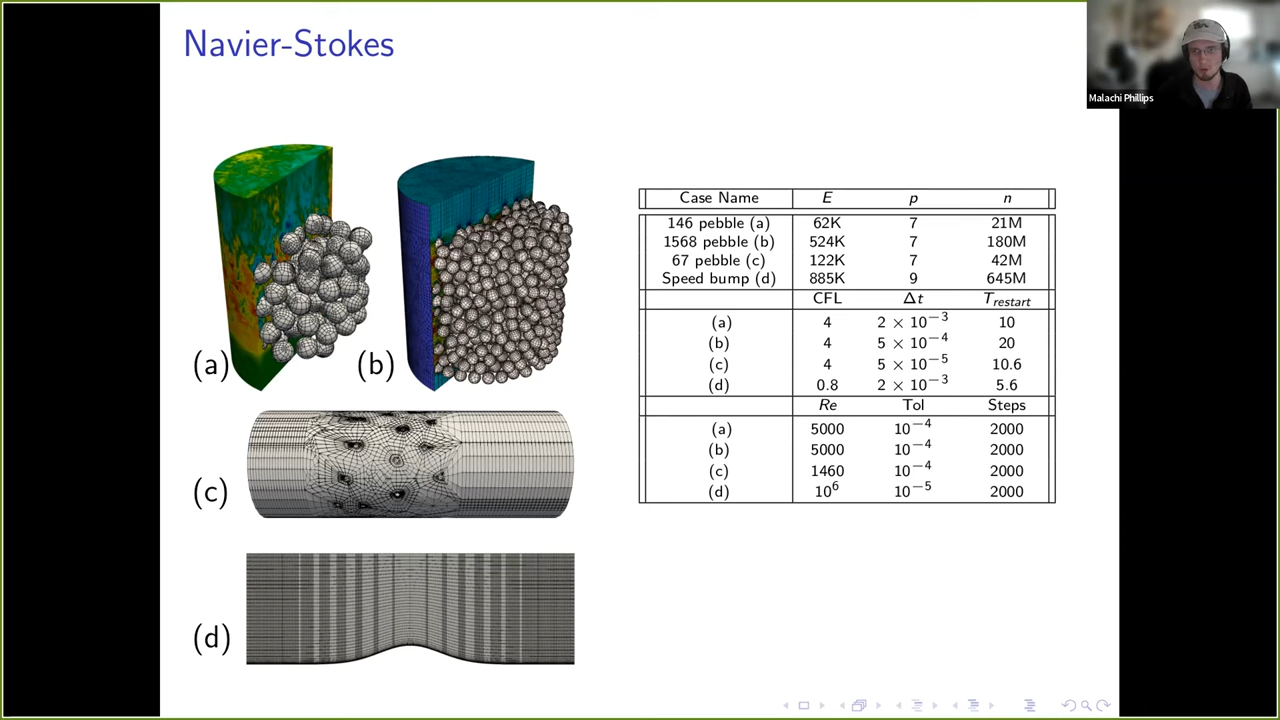 Navier-Stokes
Malachi Phillips
(a)
(b)
(c)
(d)
Case Name E p n
146 pebble (a) 62K 7 21M
1568 pebble (b) 524K 7 180M
67 pebble (c) 122K 7 42M
Speed bump (d) 885K 9 645M
CFL Δt T_restart
(a) 4 2 × 10^−3 10
(b) 4 5 × 10^−4 20
(c) 4 5 × 10^−5 10.6
(d) 0.8 2 × 10^−3 5.6
Re Tol Steps
(a) 5000 10^−4 2000
(b) 5000 10^−4 2000
(c) 1460 10^−4 2000
(d) 10^6 10^−5 2000